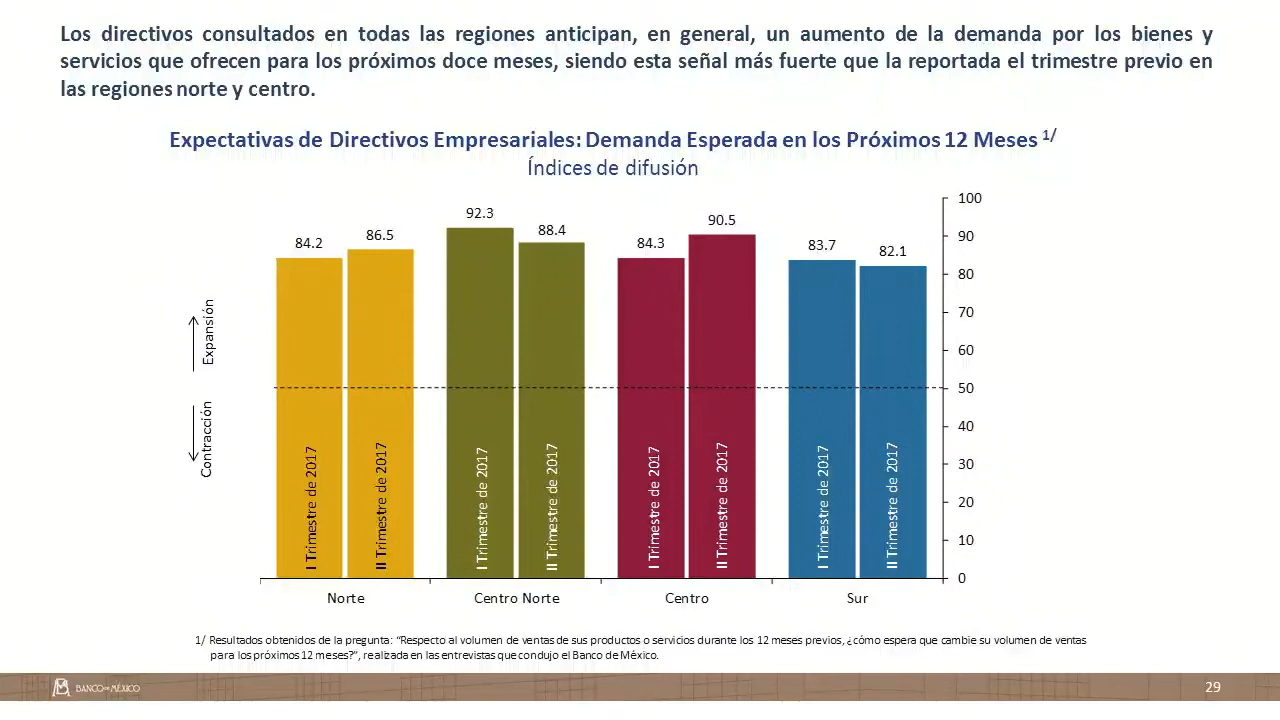 Los directivos consultados en todas las regiones anticipan, en general, un aumento de la demanda por los bienes y
servicios que ofrecen para los próximos doce meses, siendo esta señal más fuerte que la reportada el trimestre previo en
las regiones norte y centro.
Expectativas de Directivos Empresariales: Demanda Esperada en los Próximos 12 Meses 1/
Índices de difusión
100
90
80
70
60
50
40
30
20
10
0
Expansión
Contracción
84.2
86.5
92.3
88.4
84.3
90.5
83.7
82.1
I Trimestre de 2017
II Trimestre de 2017
I Trimestre de 2017
II Trimestre de 2017
I Trimestre de 2017
II Trimestre de 2017
I Trimestre de 2017
II Trimestre de 2017
Norte
Centro Norte
Centro
Sur
1/ Resultados obtenidos de la pregunta: “Respecto al volumen de ventas de sus productos o servicios durante los 12 meses previos, ¿cómo espera que cambie su volumen de ventas
para los próximos 12 meses?”, realizada en las entrevistas que condujo el Banco de México.
BANCO DE MÉXICO
29